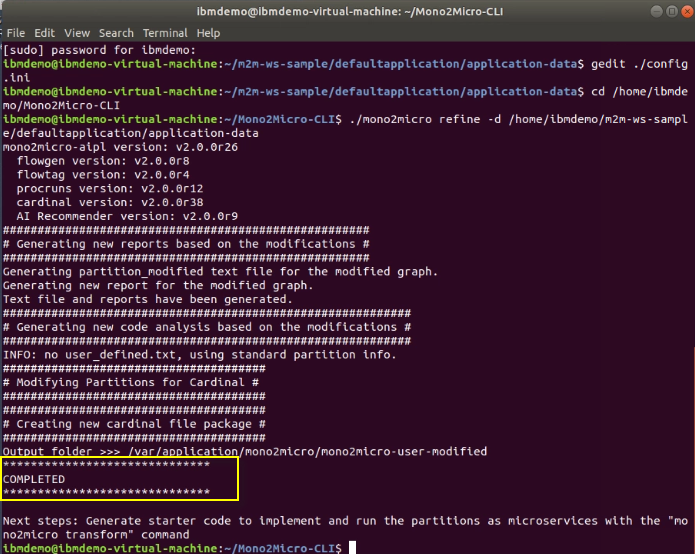 ibmdemo@ibmdemo-virtual-machine: ~/Mono2Micro-CLI
File Edit View Search Terminal Help
[sudo] password for ibmdemo:
ibmdemo@ibmdemo-virtual-machine:~/m2m-ws-sample/defaultapplication/application-data$ gedit ./config
.ini
ibmdemo@ibmdemo-virtual-machine:~/m2m-ws-sample/defaultapplication/application-data$ cd /home/ibmde
mo/Mono2Micro-CLI
ibmdemo@ibmdemo-virtual-machine:~/Mono2Micro-CLI$ ./mono2micro refine -d /home/ibmdemo/m2m-ws-sampl
e/defaultapplication/application-data
mono2micro-aipl version: v2.0.0r26
  flowgen version: v2.0.0r8
  flowtag version: v2.0.0r4
  procruns version: v2.0.0r12
  cardinal version: v2.0.0r38
  AI Recommender version: v2.0.0r9
#####################################################
# Generating new reports based on the modifications #
#####################################################
Generating partition_modified text file for the modified graph.
Generating new report for the modified graph.
Text file and reports have been generated.
###########################################################
# Generating new code analysis based on the modifications #
###########################################################
INFO: no user_defined.txt, using standard partition info.
######################################
# Modifying Partitions for Cardinal #
######################################
######################################
# Creating new cardinal file package #
######################################
Output folder >>> /var/application/mono2micro/mono2micro-user-modified
******************************
COMPLETED
******************************
Next steps: Generate starter code to implement and run the partitions as microservices with the "mo
no2micro transform" command
ibmdemo@ibmdemo-virtual-machine:~/Mono2Micro-CLI$